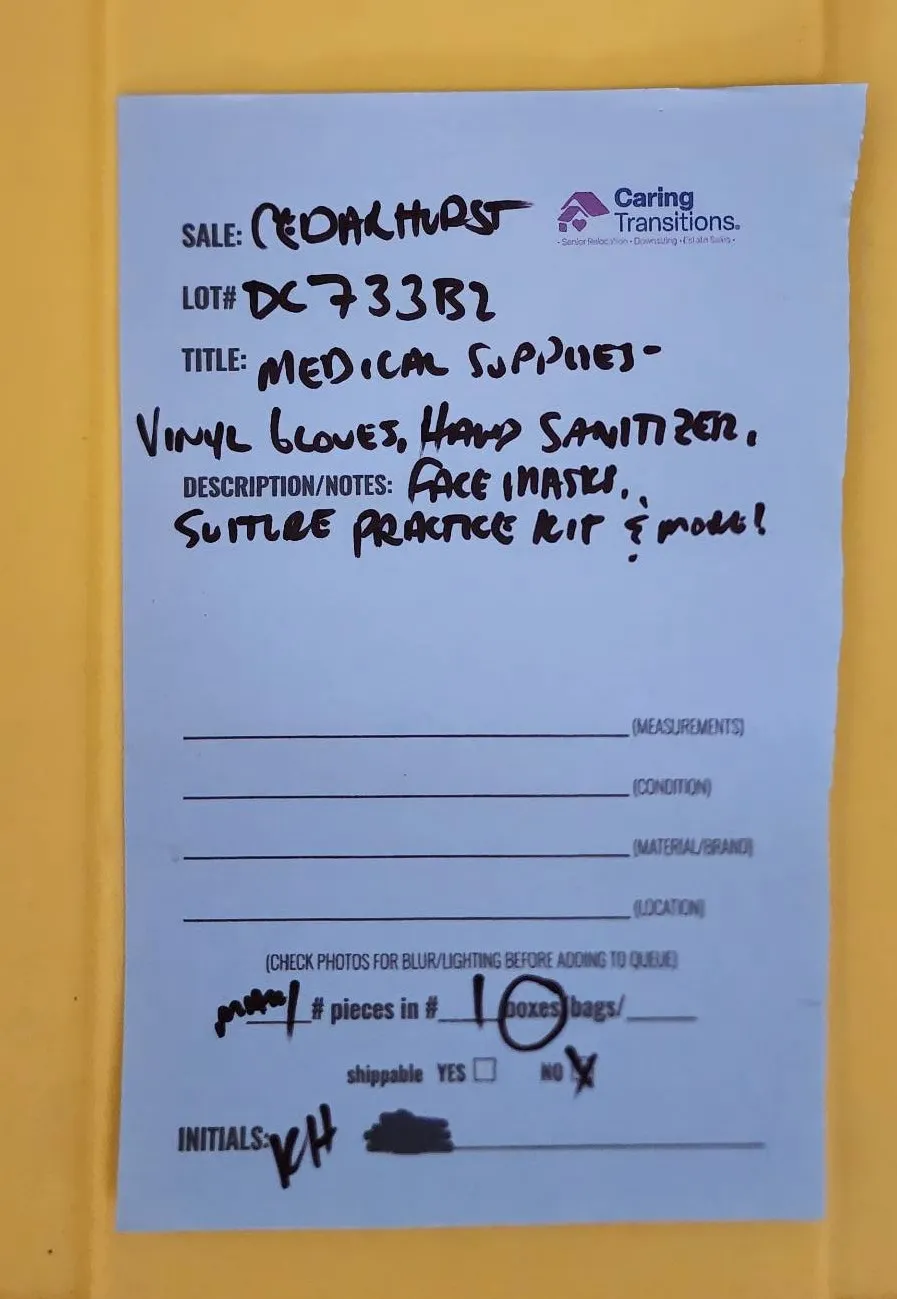 SALE: CEDARHURST
Caring
Transitions.
- Senior Relocation • Downsizing • Estate Sales -
LOT# DC733B2
TITLE: MEDICAL SUPPLIES-
VINYL GLOVES, HAND SANITIZER,
DESCRIPTION/NOTES: FACE MASKS,
SUTURE PRACTICE KIT & MORE!
(MEASUREMENTS)
(CONDITION)
(MATERIAL/BRAND)
(LOCATION)
(CHECK PHOTOS FOR BLUR/LIGHTING BEFORE ADDING TO QUEUE)
# pieces in # 1 boxes/bags/
shippable YES NO X
INITIALS: KH